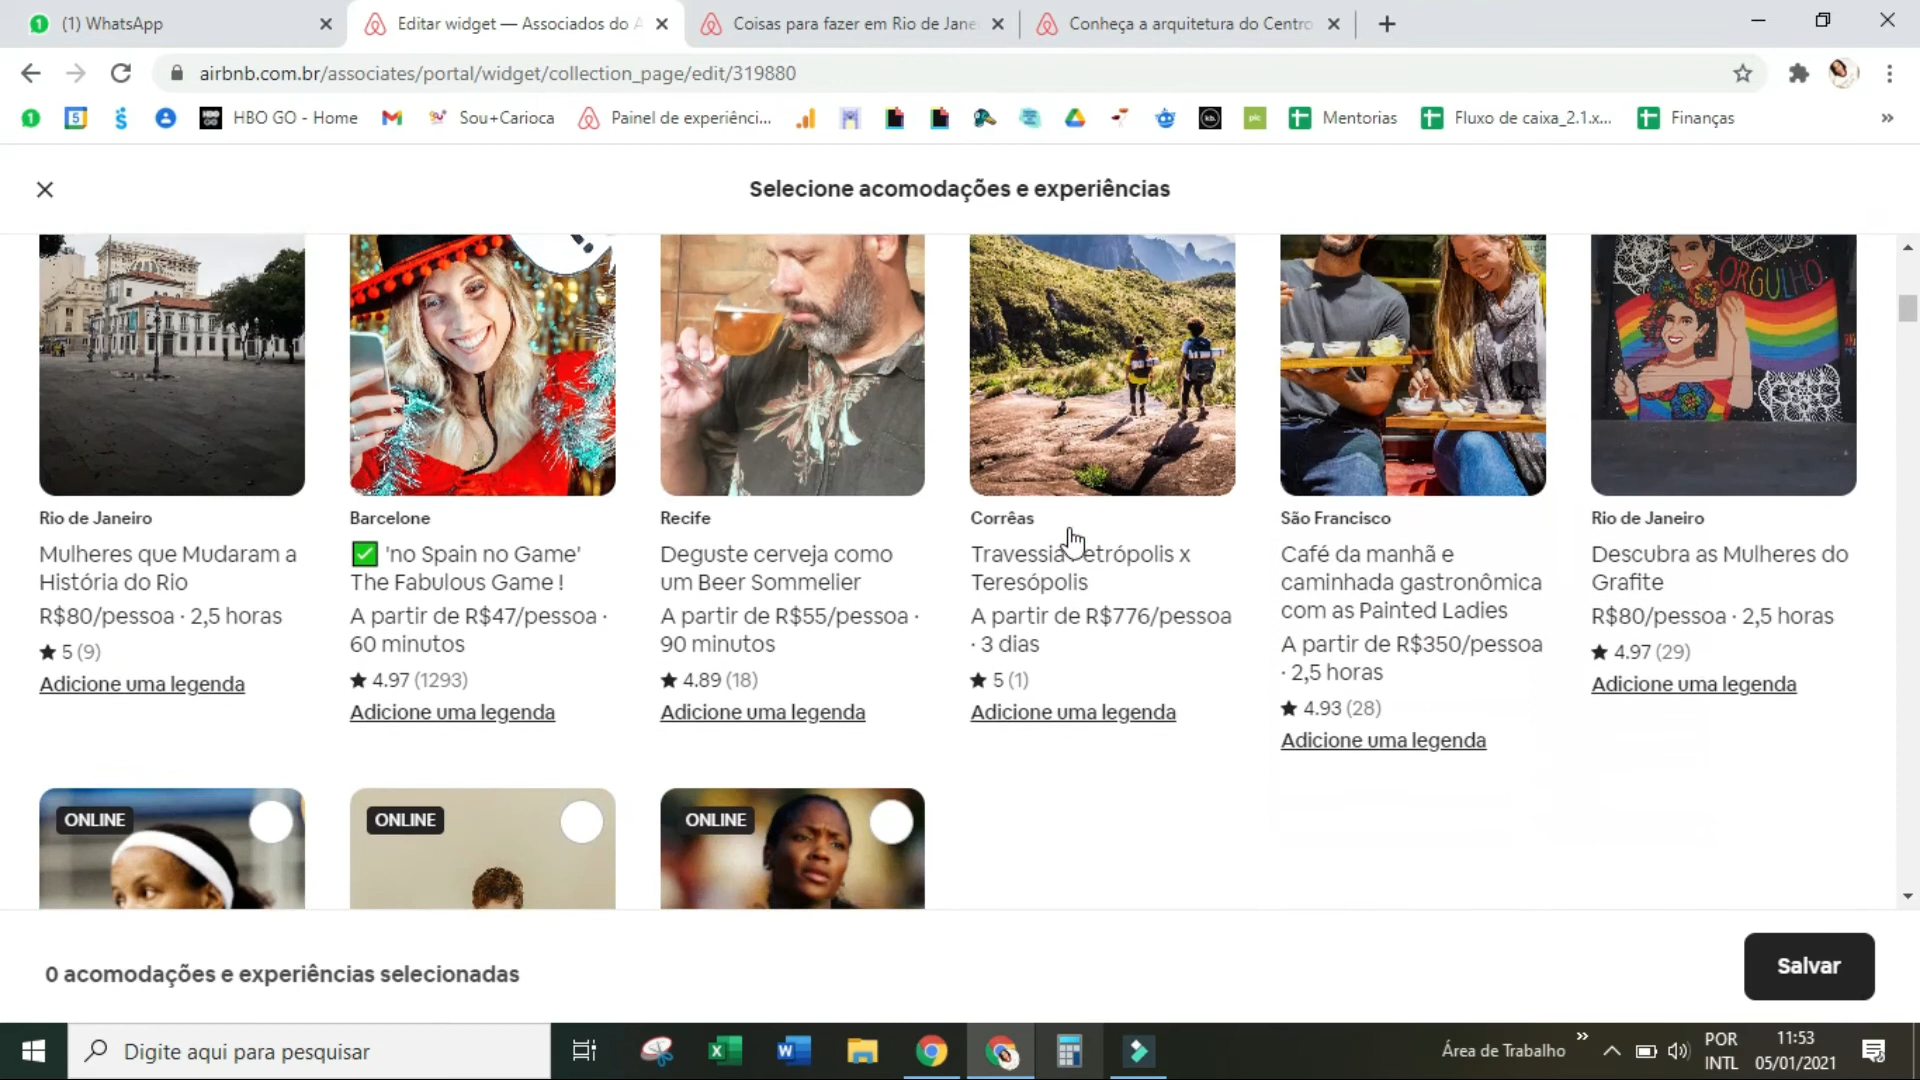 (1) WhatsApp
Editar widget — Associados do A
Coisas para fazer em Rio de Jane
Conheça a arquitetura do Centro
airbnb.com.br/associates/portal/widget/collection_page/edit/319880
HBO GO - Home
Sou+Carioca
Painel de experiênci...
Mentorias
Fluxo de caixa_2.1.x...
Finanças
Selecione acomodações e experiências
ORGULHO
Rio de Janeiro
Mulheres que Mudaram a
História do Rio
R$80/pessoa · 2,5 horas
★ 5 (9)
Adicione uma legenda
Barcelone
✅ 'no Spain no Game'
The Fabulous Game !
A partir de R$47/pessoa ·
60 minutos
★ 4.97 (1293)
Adicione uma legenda
Recife
Deguste cerveja como
um Beer Sommelier
A partir de R$55/pessoa ·
90 minutos
★ 4.89 (18)
Adicione uma legenda
Corrêas
Travessia Petrópolis x
Teresópolis
A partir de R$776/pessoa
· 3 dias
★ 5 (1)
Adicione uma legenda
São Francisco
Café da manhã e
caminhada gastronômica
com as Painted Ladies
A partir de R$350/pessoa
· 2,5 horas
★ 4.93 (28)
Adicione uma legenda
Rio de Janeiro
Descubra as Mulheres do
Grafite
R$80/pessoa · 2,5 horas
★ 4.97 (29)
Adicione uma legenda
ONLINE
ONLINE
ONLINE
0 acomodações e experiências selecionadas
Salvar
Digite aqui para pesquisar
Área de Trabalho
POR
INTL
11:53
05/01/2021